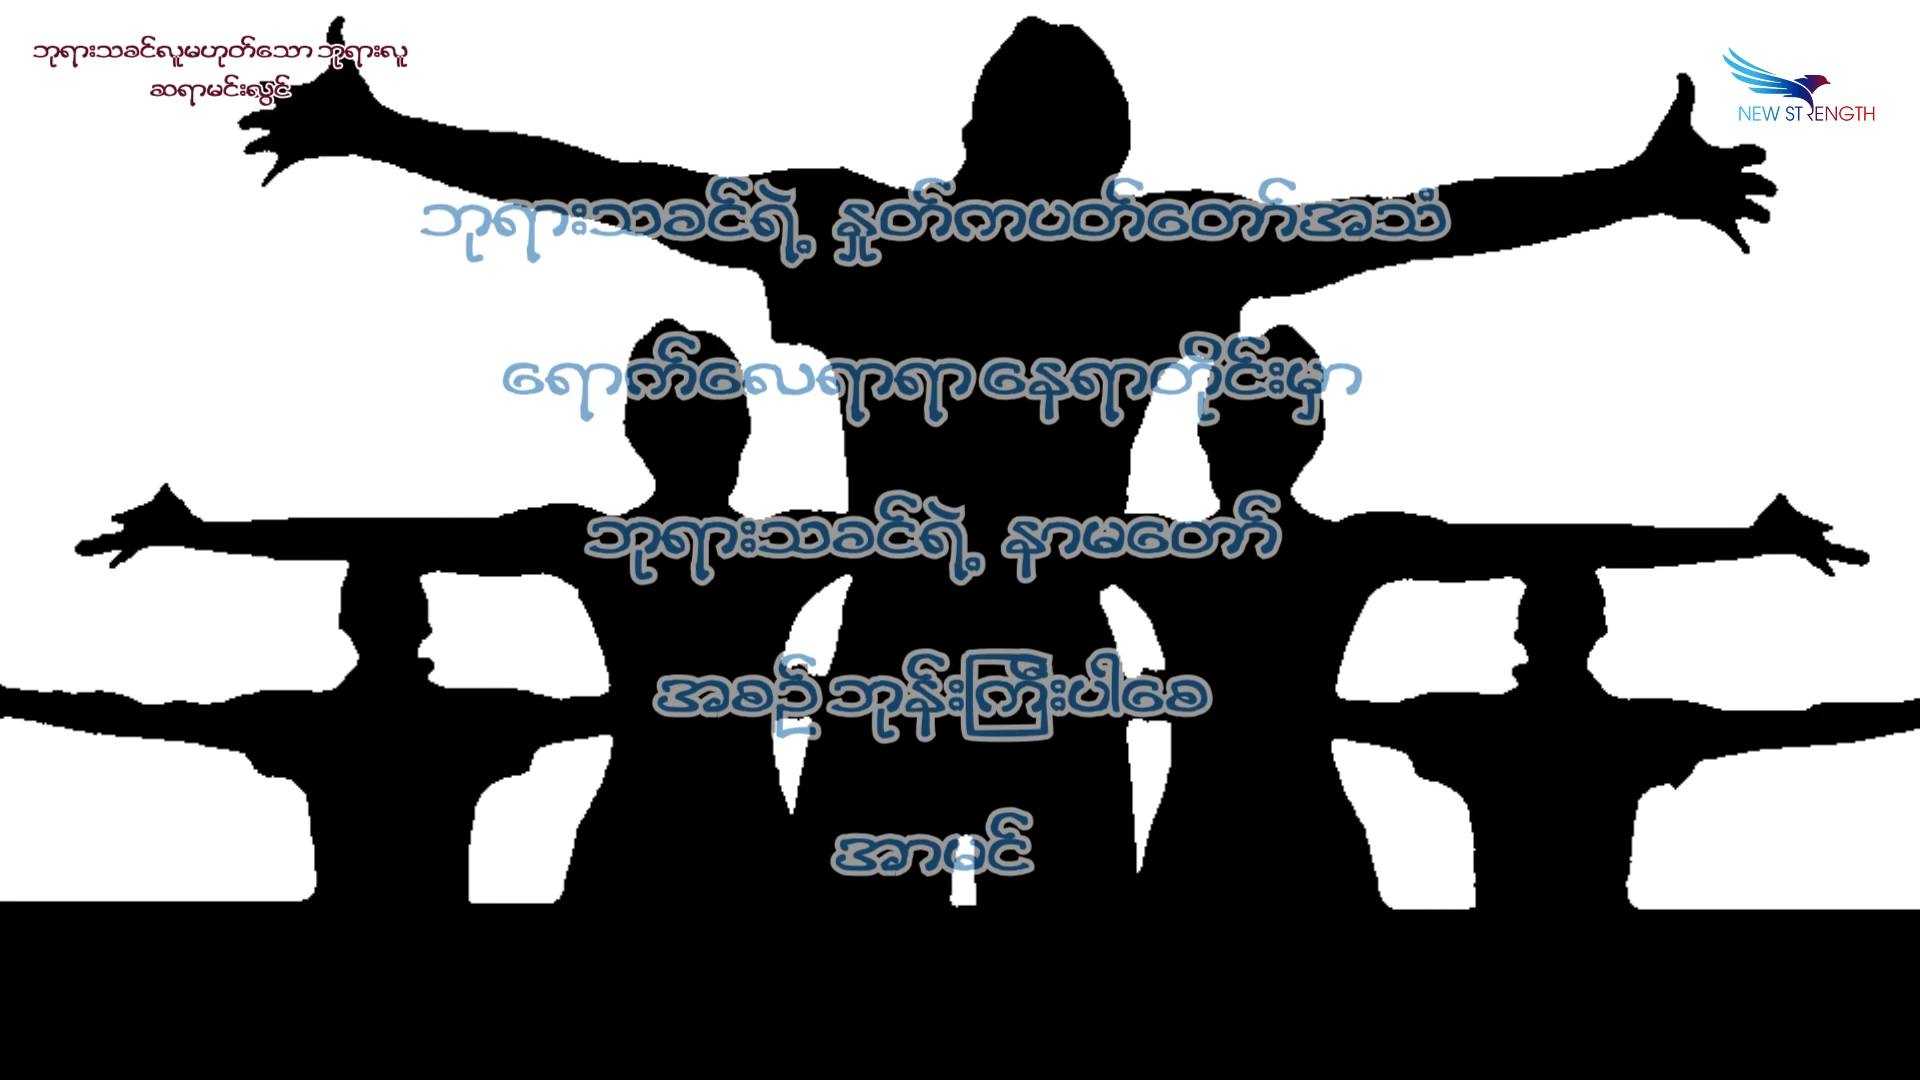 ဘုရားသခင်လူမဟုတ်သော ဘုရားလူ
ဆရာမင်းလွင်
NEW STRENGTH
ဘုရားသခင်ရဲ့ နှုတ်ကပတ်တော်အသံ
ရောက်လေရာရာ နေရာတိုင်းမှာ
ဘုရားသခင်ရဲ့ နာမတော်
အစဉ် ဘုန်းကြီးပါစေ
အာမင်